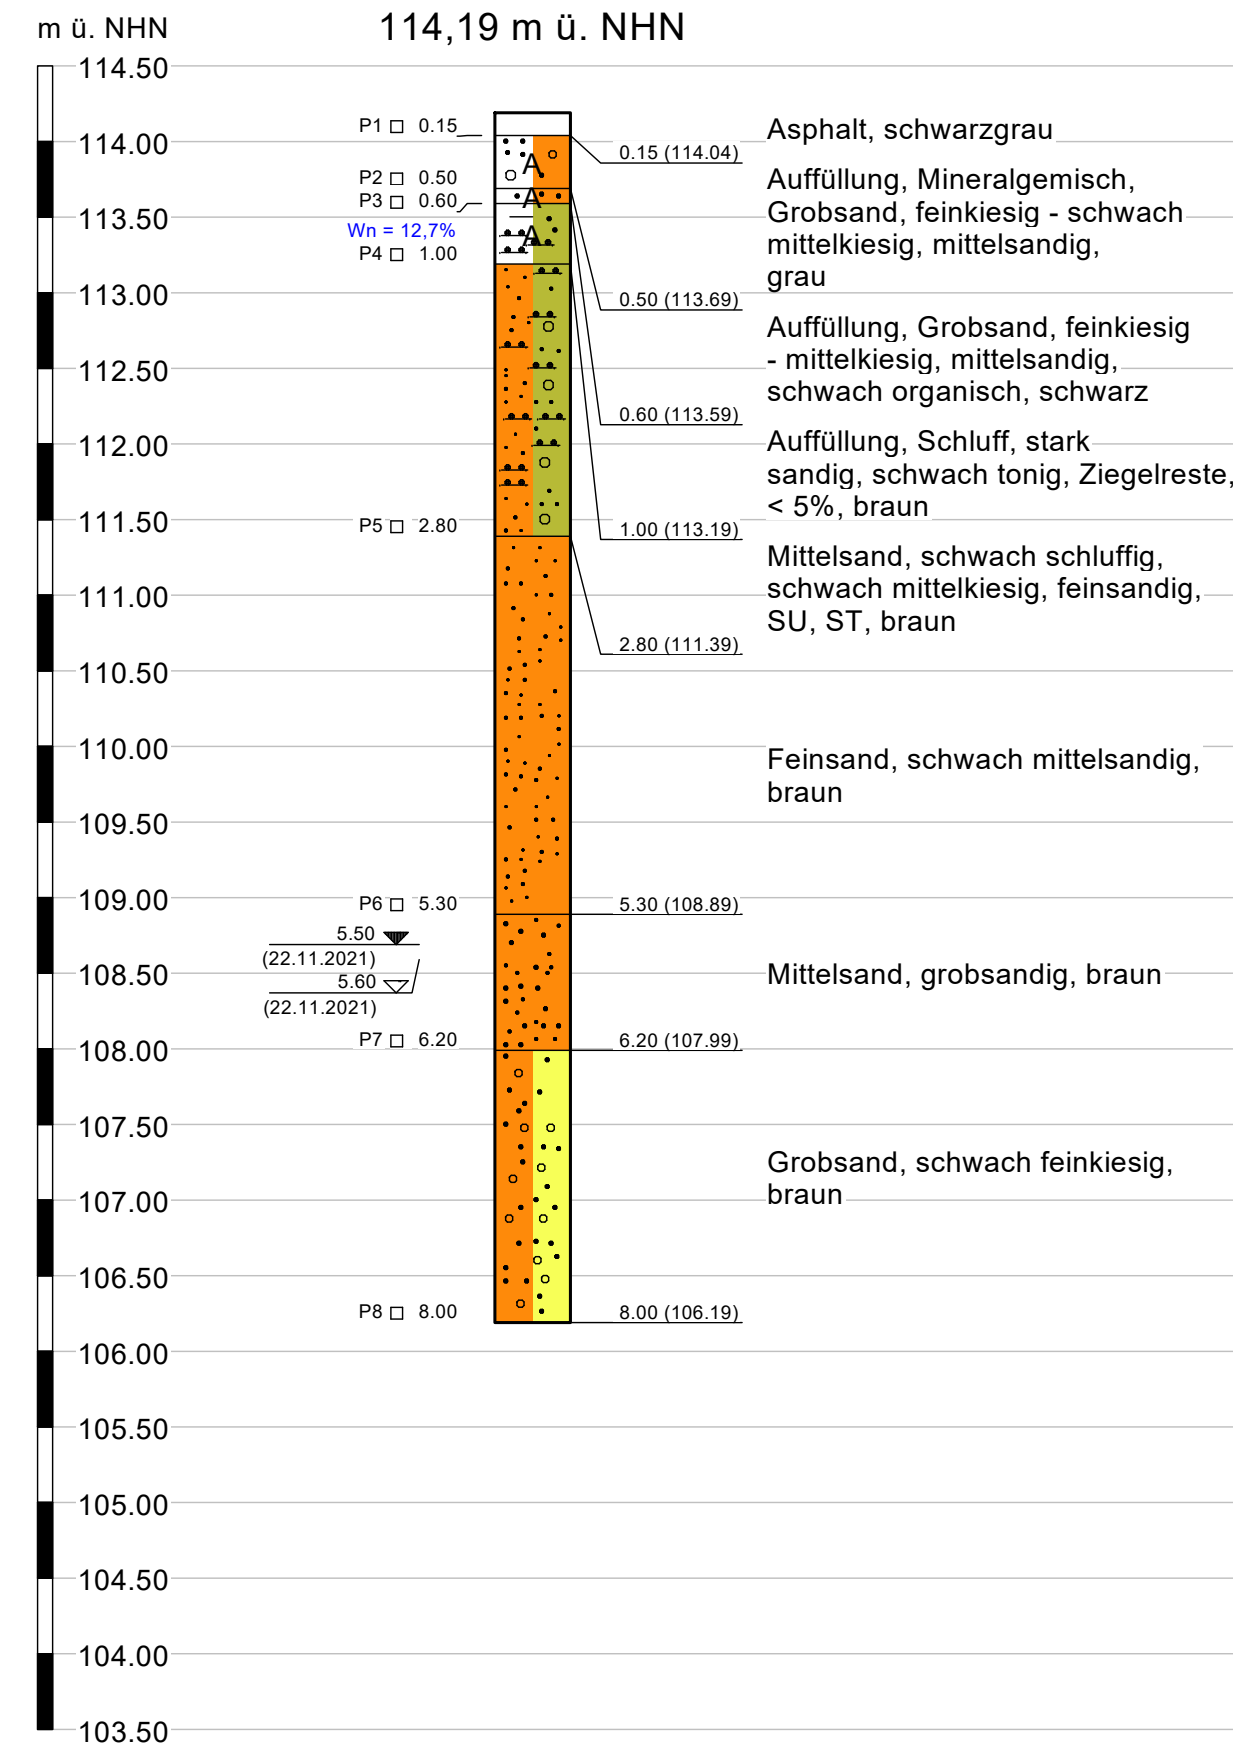 m ü. NHN
114,19 m ü. NHN
114.50
114.00
113.50
113.00
112.50
112.00
111.50
111.00
110.50
110.00
109.50
109.00
108.50
108.00
107.50
107.00
106.50
106.00
105.50
105.00
104.50
104.00
103.50
P1 0.15
P2 0.50
P3 0.60
Wn = 12,7%
P4 1.00
P5 2.80
P6 5.30
5.50
(22.11.2021)
5.60
(22.11.2021)
P7 6.20
P8 8.00
A
A
A
0.15 (114.04)
0.50 (113.69)
0.60 (113.59)
1.00 (113.19)
2.80 (111.39)
5.30 (108.89)
6.20 (107.99)
8.00 (106.19)
Asphalt, schwarzgrau
Auffüllung, Mineralgemisch,
Grobsand, feinkiesig - schwach
mittelkiesig, mittelsandig,
grau
Auffüllung, Grobsand, feinkiesig
- mittelkiesig, mittelsandig,
schwach organisch, schwarz
Auffüllung, Schluff, stark
sandig, schwach tonig, Ziegelreste,
< 5%, braun
Mittelsand, schwach schluffig,
schwach mittelkiesig, feinsandig,
SU, ST, braun
Feinsand, schwach mittelsandig,
braun
Mittelsand, grobsandig, braun
Grobsand, schwach feinkiesig,
braun